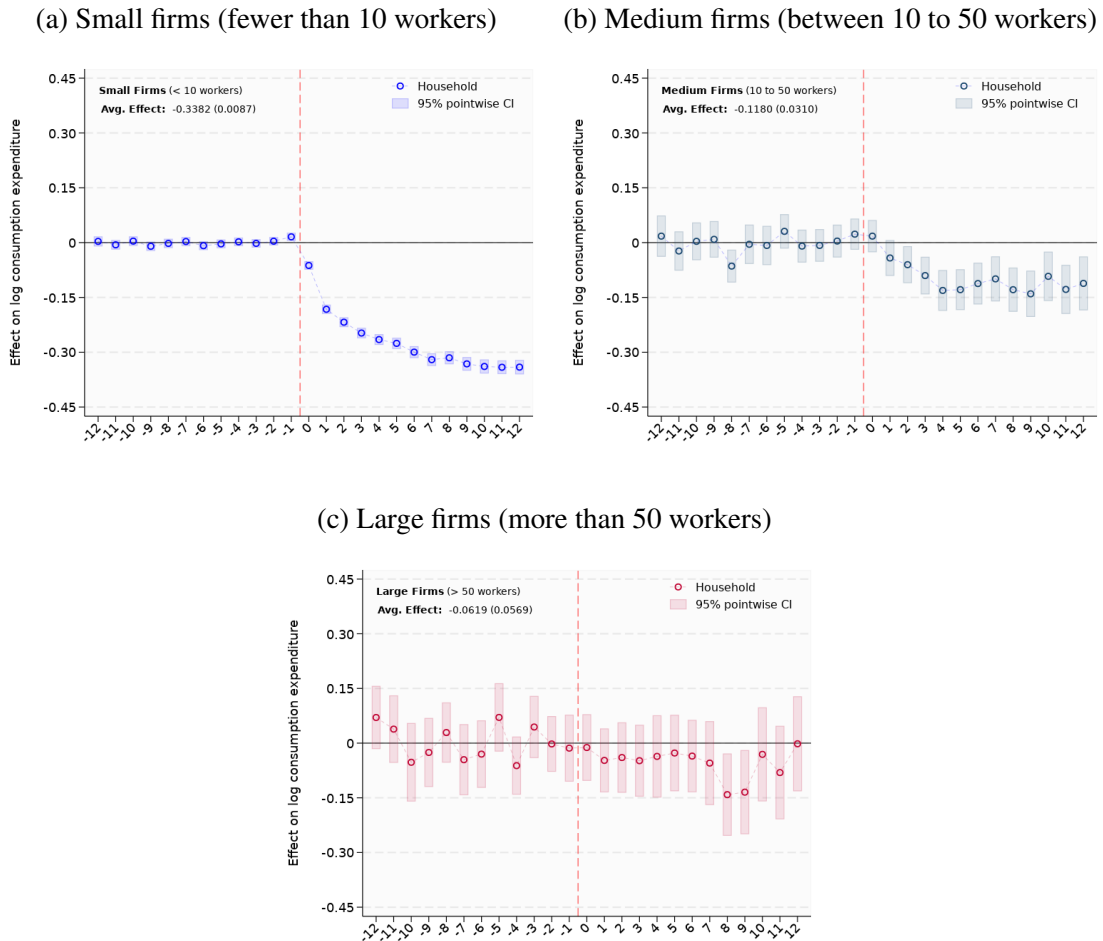 (a) Small firms (fewer than 10 workers)
Effect on log consumption expenditure
0.45
0.30
0.15
0
-0.15
-0.30
-0.45
Small Firms (< 10 workers)
Avg. Effect: -0.3382 (0.0087)
Household
95% pointwise CI
-12 -11 -10 -9 -8 -7 -6 -5 -4 -3 -2 -1 0 1 2 3 4 5 6 7 8 9 10 11 12
(b) Medium firms (between 10 to 50 workers)
Effect on log consumption expenditure
0.45
0.30
0.15
0
-0.15
-0.30
-0.45
Medium Firms (10 to 50 workers)
Avg. Effect: -0.1180 (0.0310)
Household
95% pointwise CI
-12 -11 -10 -9 -8 -7 -6 -5 -4 -3 -2 -1 0 1 2 3 4 5 6 7 8 9 10 11 12
(c) Large firms (more than 50 workers)
Effect on log consumption expenditure
0.45
0.30
0.15
0
-0.15
-0.30
-0.45
Large Firms (> 50 workers)
Avg. Effect: -0.0619 (0.0569)
Household
95% pointwise CI
-12 -11 -10 -9 -8 -7 -6 -5 -4 -3 -2 -1 0 1 2 3 4 5 6 7 8 9 10 11 12